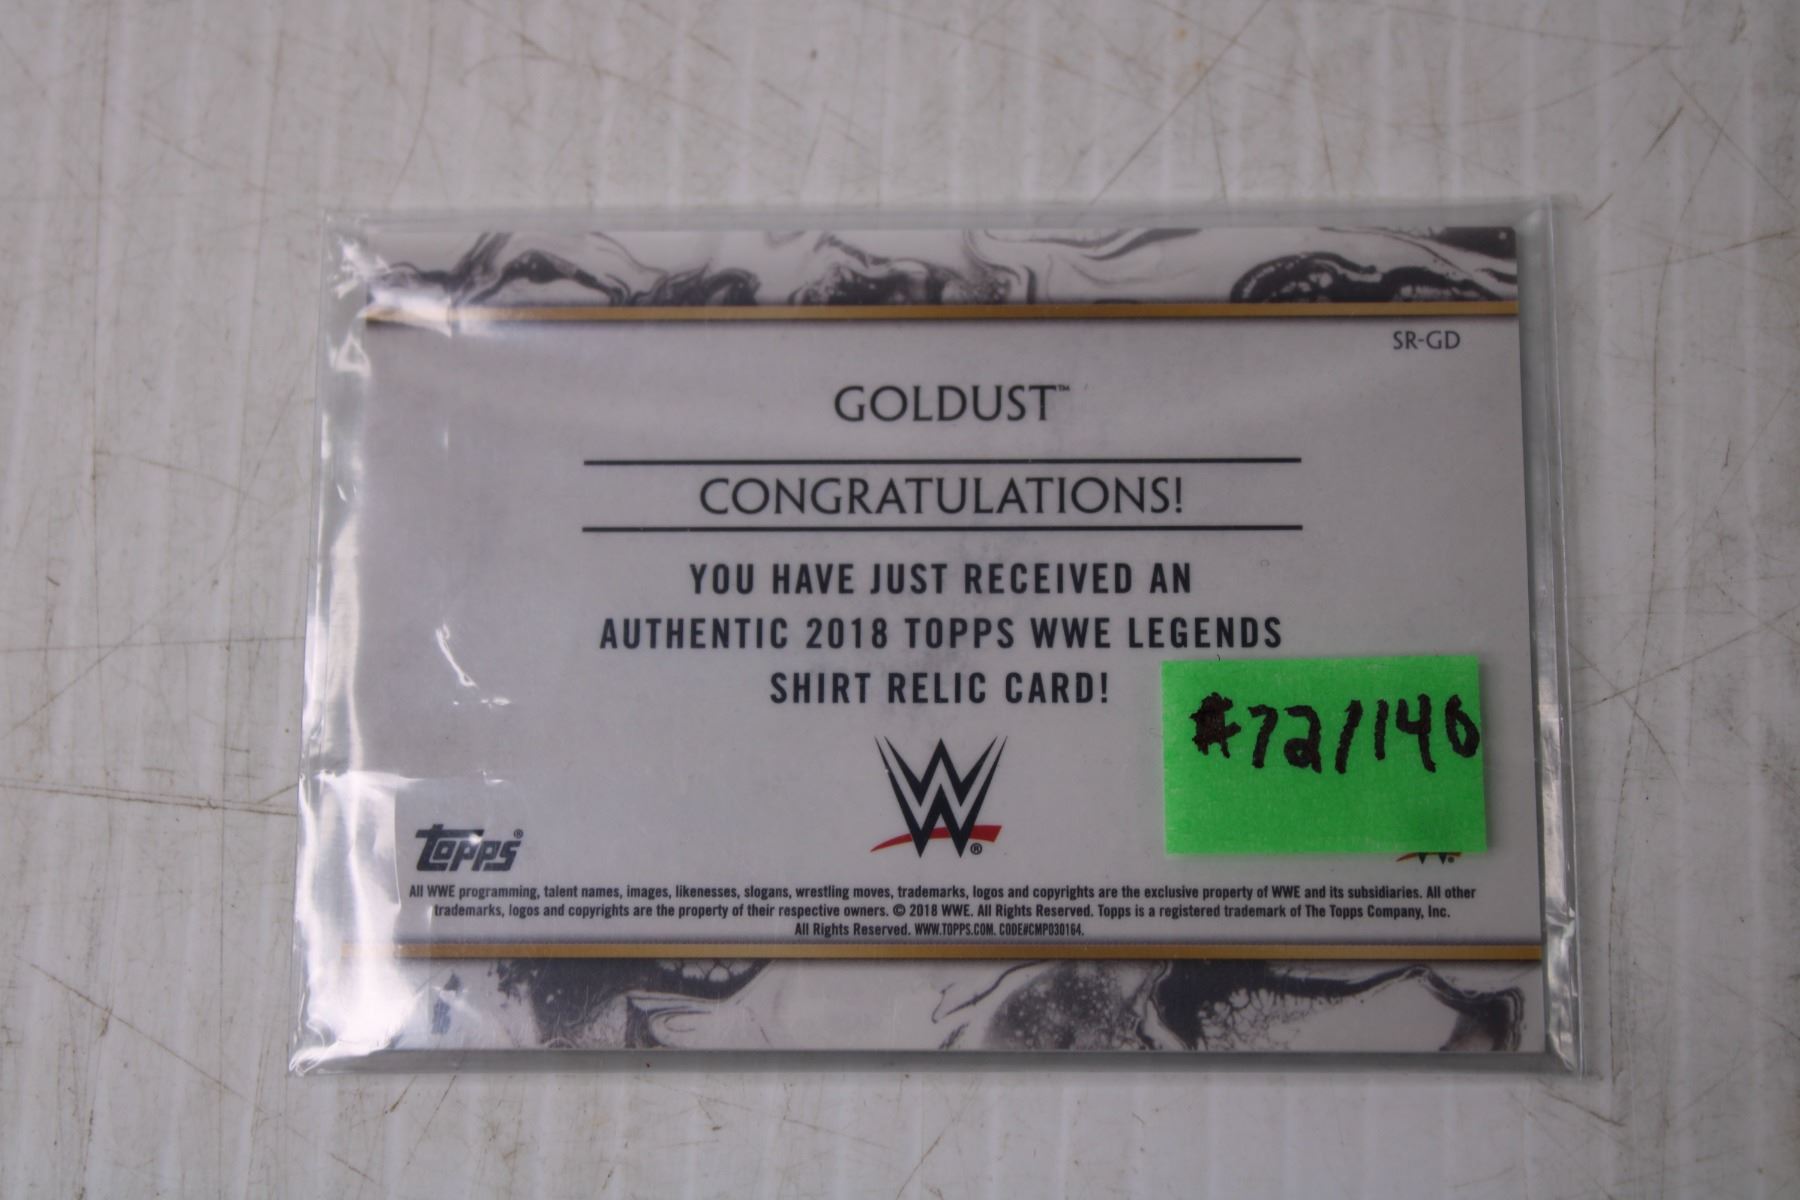 SR-GD
GOLDUST™
CONGRATULATIONS!
YOU HAVE JUST RECEIVED AN
AUTHENTIC 2018 TOPPS WWE LEGENDS
SHIRT RELIC CARD!
#72/140
W
topps®
All WWE programming, talent names, images, likenesses, slogans, wrestling moves, trademarks, logos and copyrights are the exclusive property of WWE and its subsidiaries. All other
trademarks, logos and copyrights are the property of their respective owners. © 2018 WWE. All Rights Reserved. Topps is a registered trademark of The Topps Company, Inc.
All Rights Reserved. WWW.TOPPS.COM. CODE#CMP030164.